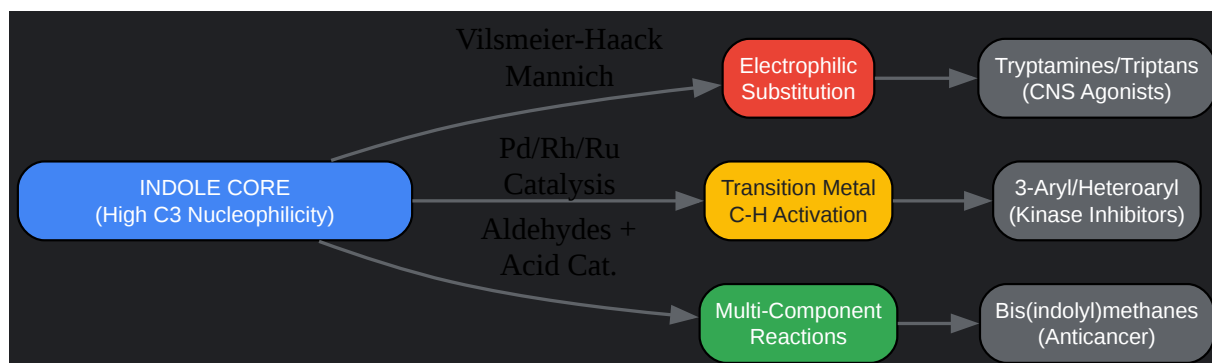 Vilsmeier-Haack
Mannich
Electrophilic
Substitution
Tryptamines/Triptans
(CNS Agonists)
INDOLE CORE
(High C3 Nucleophilicity)
Pd/Rh/Ru
Catalysis
Transition Metal
C-H Activation
3-Aryl/Heteroaryl
(Kinase Inhibitors)
Aldehydes +
Acid Cat.
Multi-Component
Reactions
Bis(indolyl)methanes
(Anticancer)